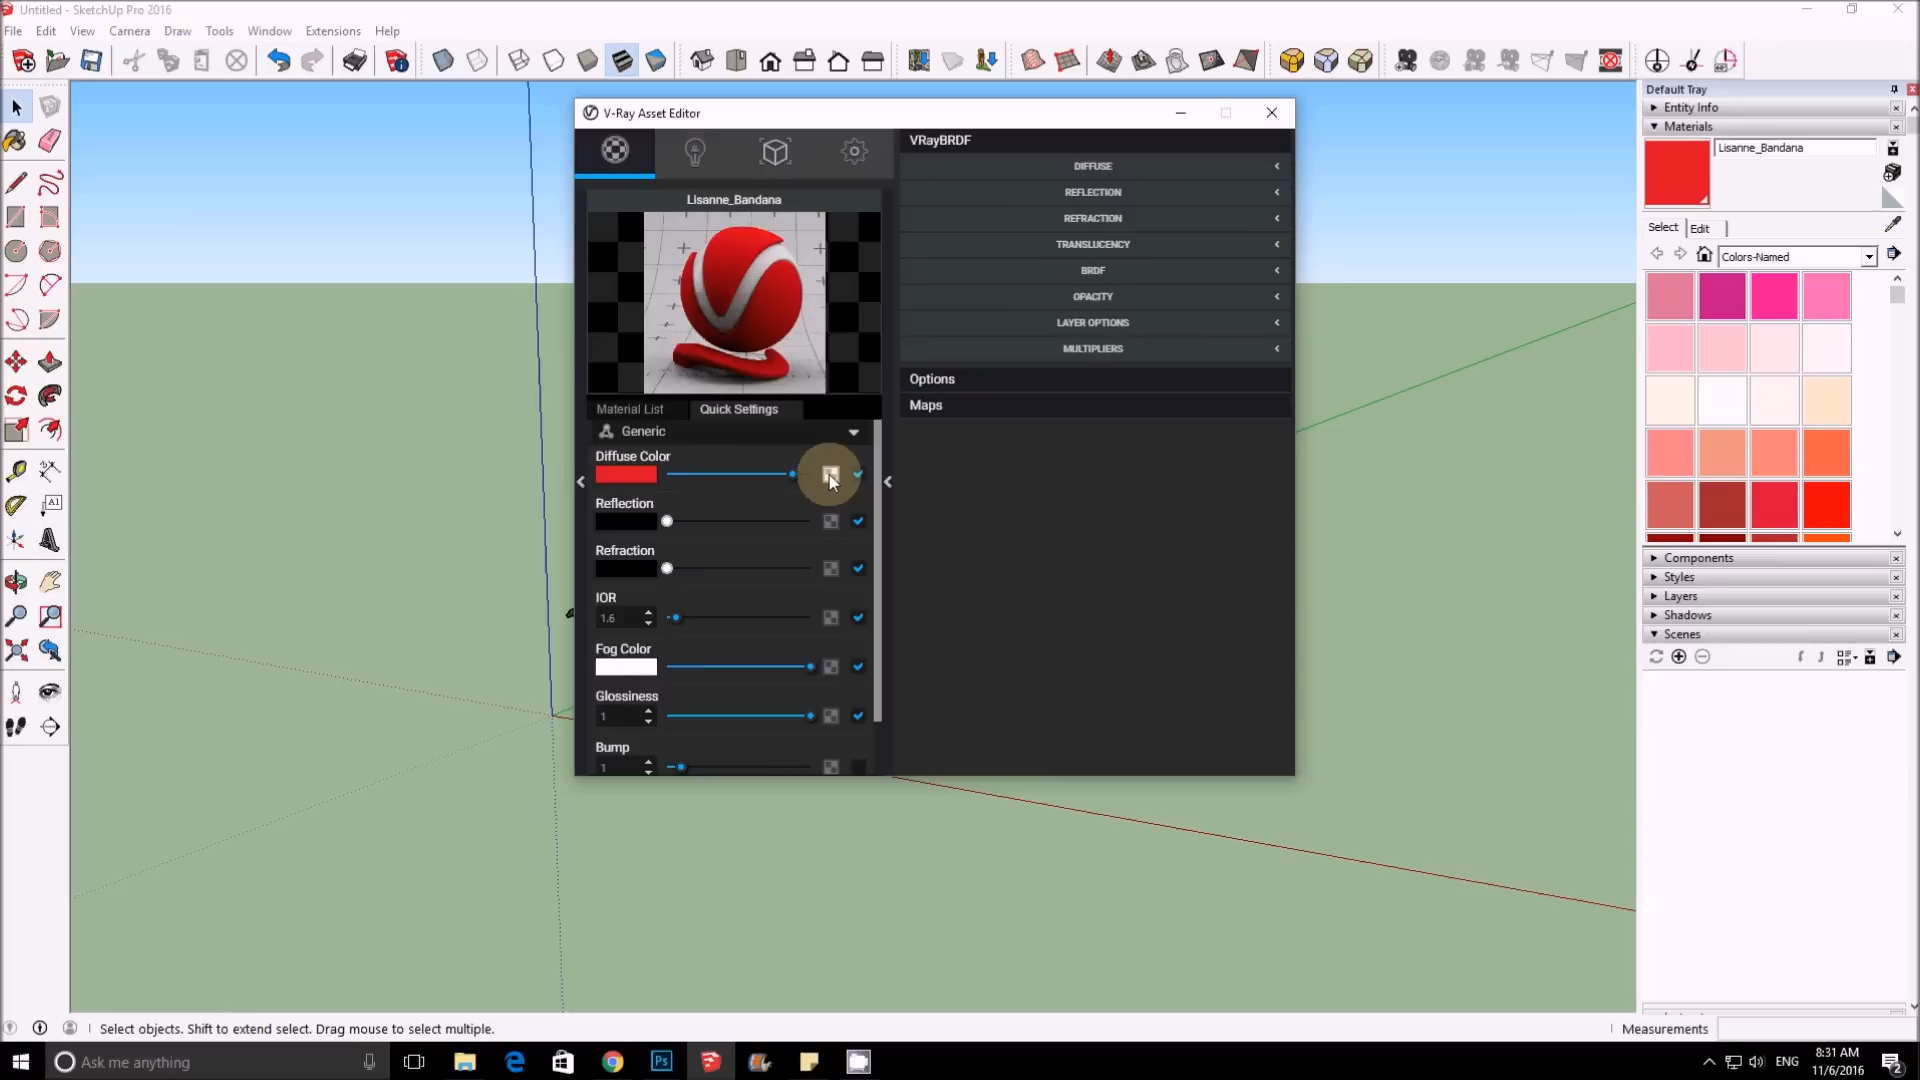 Untitled - SketchUp Pro 2016
File Edit View Camera Draw Tools Window Extensions Help
V-Ray Asset Editor
Lisanne_Bandana
Material List Quick Settings
Generic
Diffuse Color
Reflection
Refraction
IOR
1.6
Fog Color
Glossiness
1
Bump
1
VRayBRDF
DIFFUSE
REFLECTION
REFRACTION
TRANSLUCENCY
BRDF
OPACITY
LAYER OPTIONS
MULTIPLIERS
Options
Maps
Default Tray
Entity Info
Materials
Lisanne_Bandana
Select Edit
Colors-Named
Components
Styles
Layers
Shadows
Scenes
A1
Select objects. Shift to extend select. Drag mouse to select multiple.
Measurements
Ask me anything
Ps
ENG
8:31 AM
11/6/2016
2